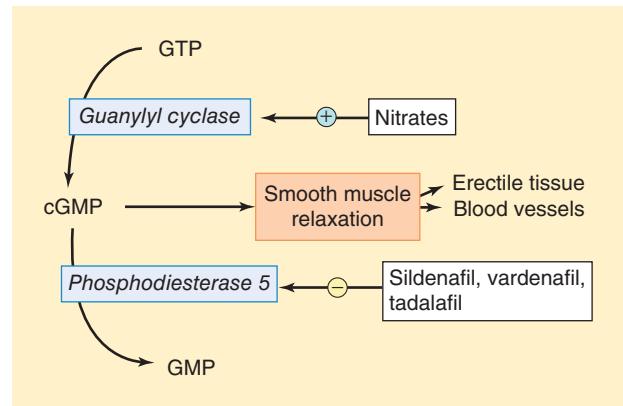 GTP
Guanylyl cyclase
Nitrates
cGMP
Smooth muscle
relaxation
Erectile tissue
Blood vessels
Phosphodiesterase 5
Sildenafil, vardenafil,
tadalafil
GMP
+
−